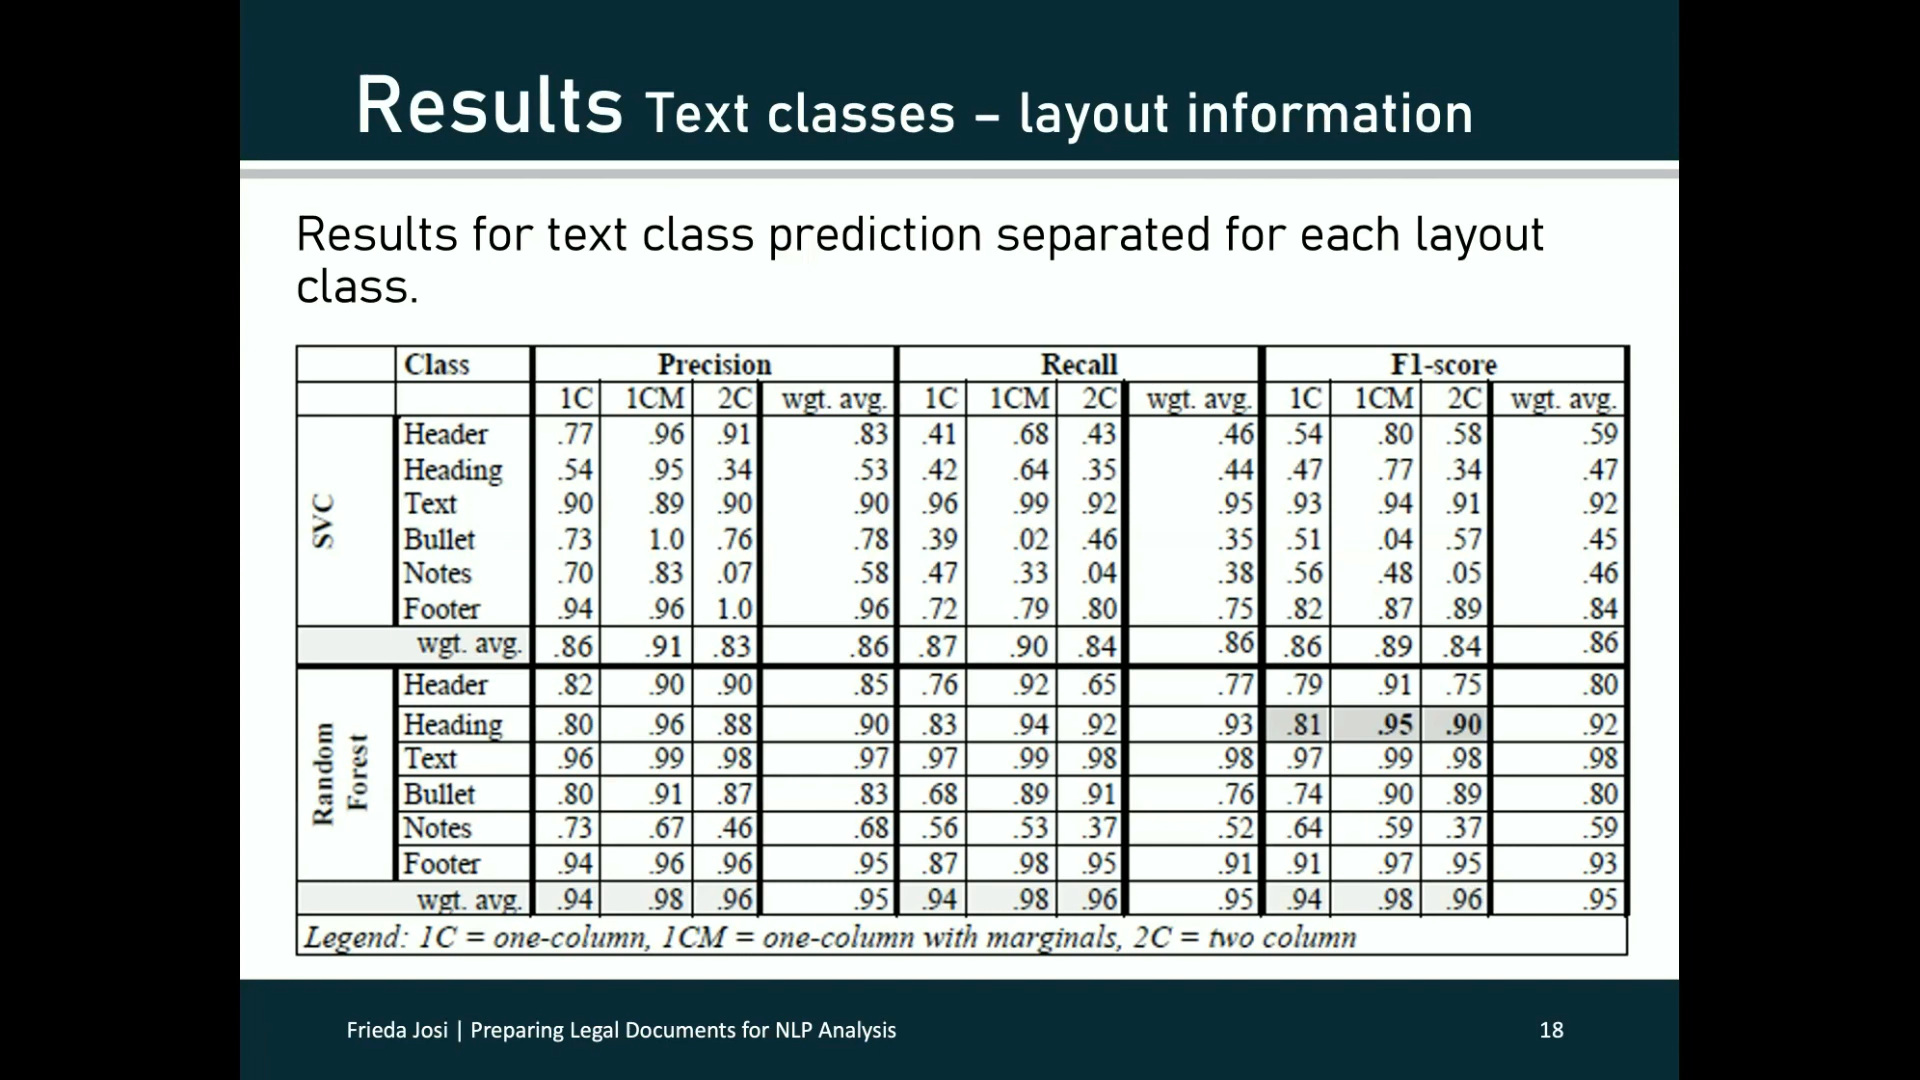 Results Text classes – layout information
Results for text class prediction separated for each layout
class.
Class Precision Recall F1-score
1C 1CM 2C wgt. avg. 1C 1CM 2C wgt. avg. 1C 1CM 2C wgt. avg.
SVC
Header .77 .96 .91 .83 .41 .68 .43 .46 .54 .80 .58 .59
Heading .54 .95 .34 .53 .42 .64 .35 .44 .47 .77 .34 .47
Text .90 .89 .90 .90 .96 .99 .92 .95 .93 .94 .91 .92
Bullet .73 1.0 .76 .78 .39 .02 .46 .35 .51 .04 .57 .45
Notes .70 .83 .07 .58 .47 .33 .04 .38 .56 .48 .05 .46
Footer .94 .96 1.0 .96 .72 .79 .80 .75 .82 .87 .89 .84
wgt. avg. .86 .91 .83 .86 .87 .90 .84 .86 .86 .89 .84 .86
Random
Forest
Header .82 .90 .90 .85 .76 .92 .65 .77 .79 .91 .75 .80
Heading .80 .96 .88 .90 .83 .94 .92 .93 .81 .95 .90 .92
Text .96 .99 .98 .97 .97 .99 .98 .98 .97 .99 .98 .98
Bullet .80 .91 .87 .83 .68 .89 .91 .76 .74 .90 .89 .80
Notes .73 .67 .46 .68 .56 .53 .37 .52 .64 .59 .37 .59
Footer .94 .96 .96 .95 .87 .98 .95 .91 .91 .97 .95 .93
wgt. avg. .94 .98 .96 .95 .94 .98 .96 .95 .94 .98 .96 .95
Legend: 1C = one-column, 1CM = one-column with marginals, 2C = two column
Frieda Josi | Preparing Legal Documents for NLP Analysis
18